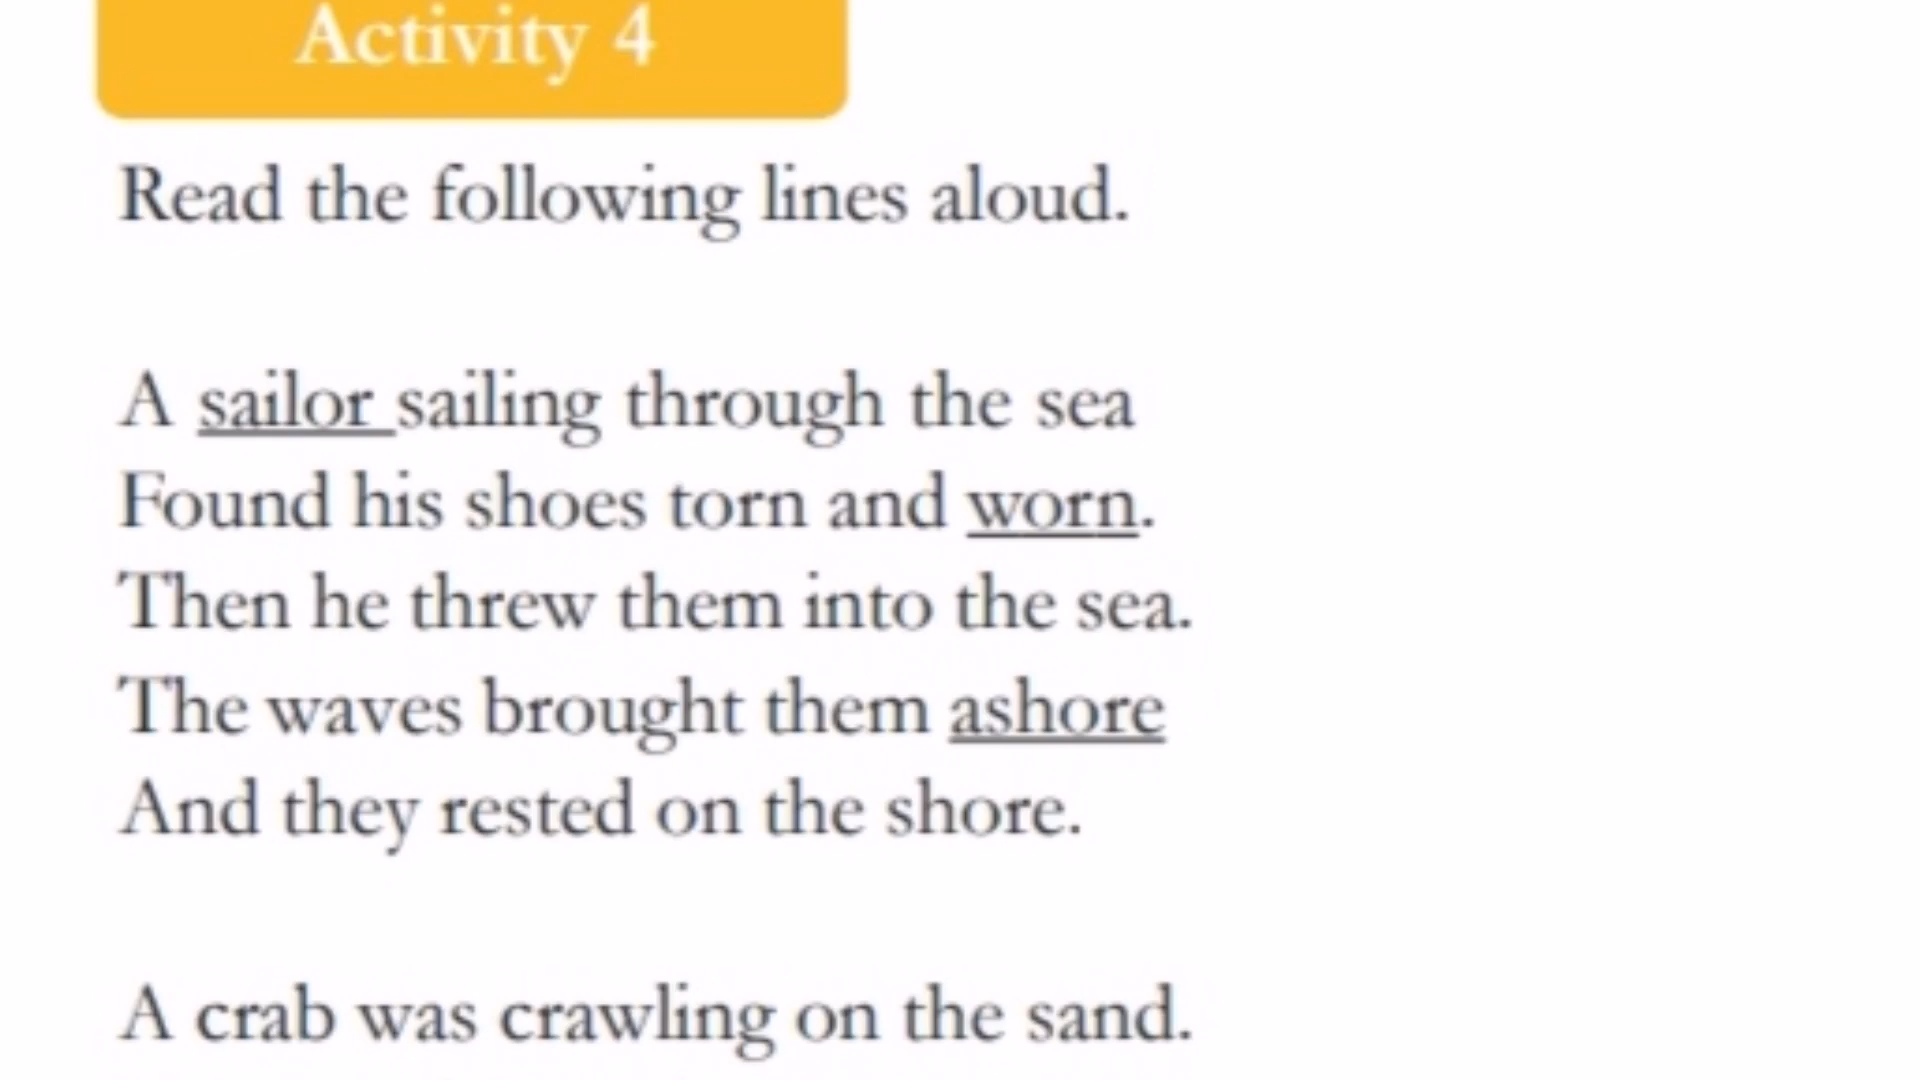 Activity 4
Read the following lines aloud.
A sailor sailing through the sea
Found his shoes torn and worn.
Then he threw them into the sea.
The waves brought them ashore
And they rested on the shore.
A crab was crawling on the sand.